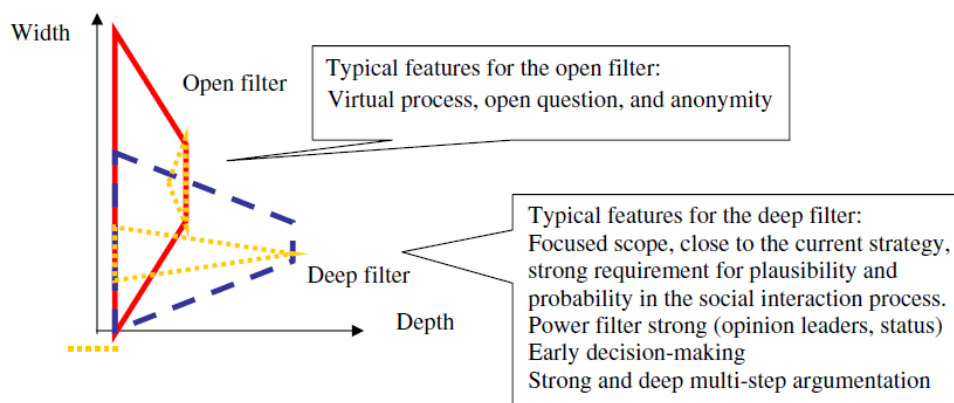 Width
Open filter
Typical features for the open filter:
Virtual process, open question, and anonymity
Typical features for the deep filter:
Focused scope, close to the current strategy,
strong requirement for plausibility and
probability in the social interaction process.
Power filter strong (opinion leaders, status)
Early decision-making
Strong and deep multi-step argumentation
Deep filter
Depth